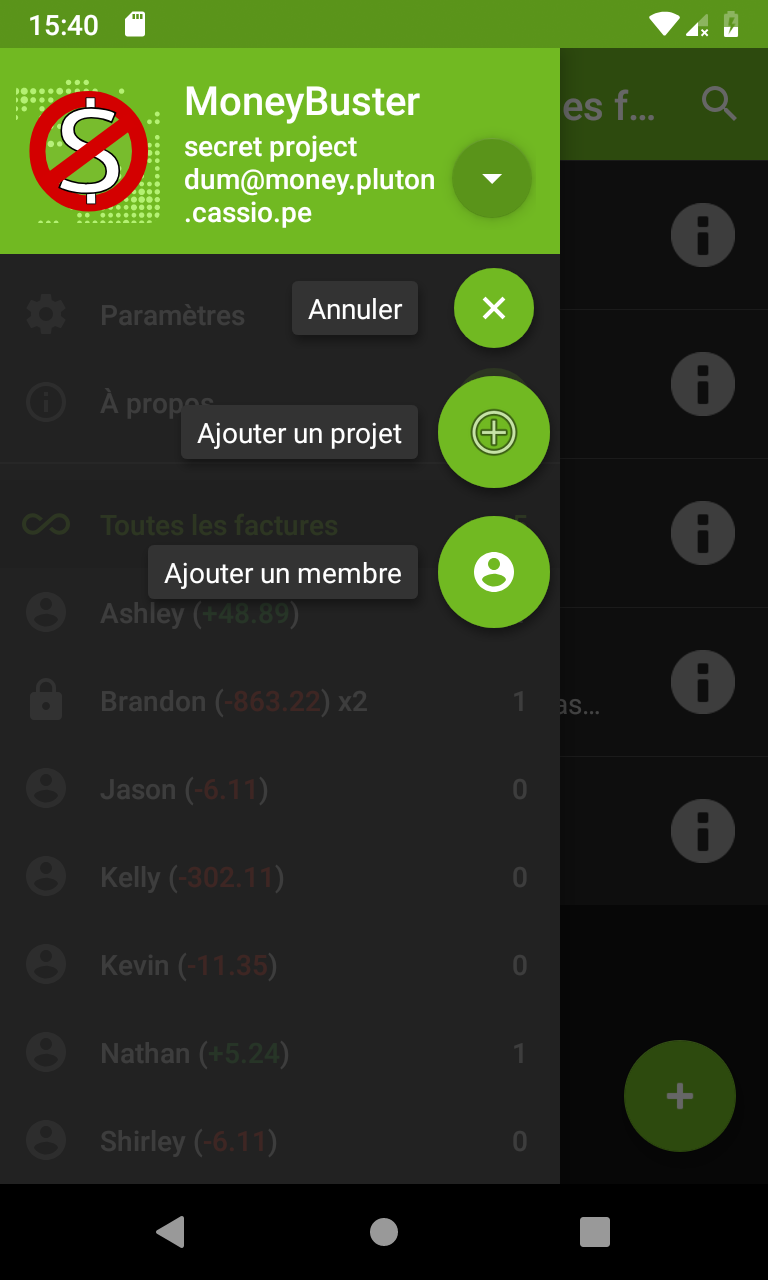 15:40
es f…
MoneyBuster
secret project
dum@money.pluton
.cassio.pe
Paramètres
Annuler
À propos
Ajouter un projet
Toutes les factures
Ajouter un membre
Ashley (+48.89)
Brandon (-863.22) x2 1
as…
Jason (-6.11) 0
Kelly (-302.11) 0
Kevin (-11.35) 0
Nathan (+5.24) 1
Shirley (-6.11) 0